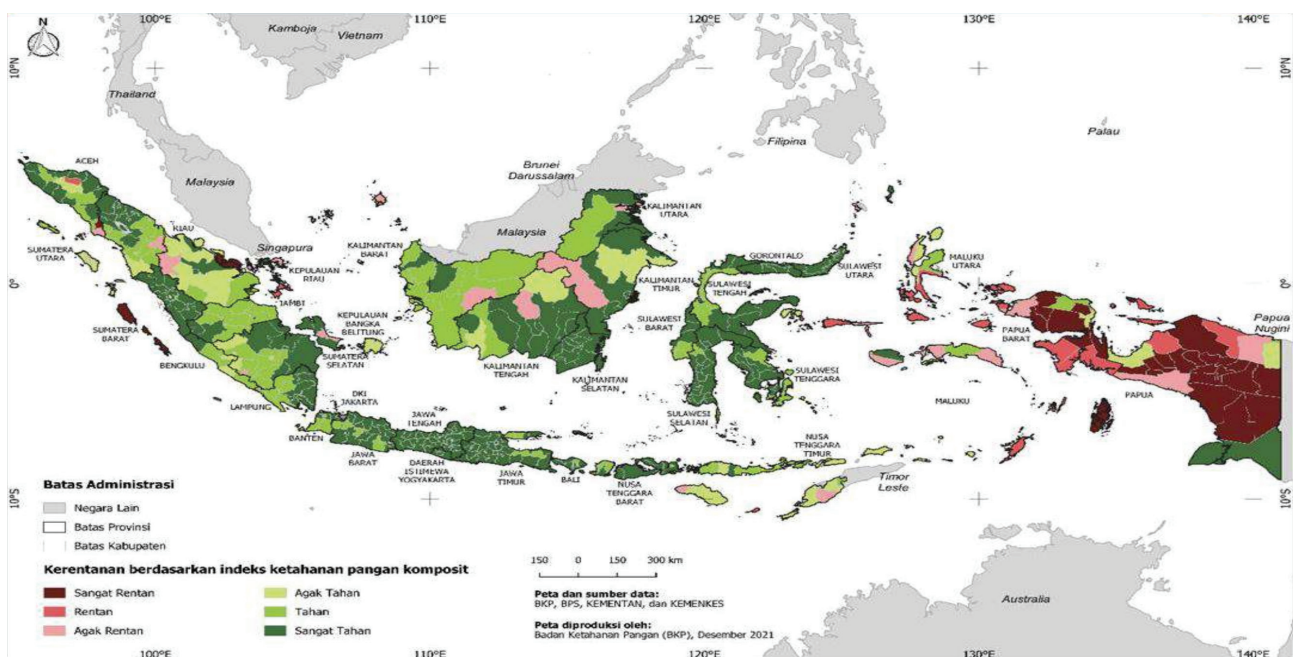 N
100°E
110°E
120°E
130°E
140°E
10°N
10°N
0°
0°
10°S
10°S
Kamboja
Vietnam
Thailand
Filipina
Palau
Malaysia
Brunei
Darussalam
Malaysia
Singapura
Papua
Nugini
Timor
Leste
Australia
ACEH
SUMATERA
UTARA
RIAU
KEPULAUAN
RIAU
JAMBI
SUMATERA
BARAT
KEPULAUAN
BANGKA
BELITUNG
BENGKULU
SUMATERA
SELATAN
LAMPUNG
KALIMANTAN
BARAT
KALIMANTAN
UTARA
KALIMANTAN
TIMUR
KALIMANTAN
TENGAH
KALIMANTAN
SELATAN
GORONTALO
SULAWESI
UTARA
SULAWESI
TENGAH
SULAWESI
BARAT
SULAWESI
TENGGARA
SULAWESI
SELATAN
MALUKU
UTARA
MALUKU
PAPUA
BARAT
PAPUA
DKI
JAKARTA
BANTEN
JAWA
BARAT
JAWA
TENGAH
DAERAH
ISTIMEWA
YOGYAKARTA
JAWA
TIMUR
BALI
NUSA
TENGGARA
BARAT
NUSA
TENGGARA
TIMUR
Batas Administrasi
Negara Lain
Batas Provinsi
Batas Kabupaten
Kerentanan berdasarkan indeks ketahanan pangan komposit
Sangat Rentan
Rentan
Agak Rentan
Agak Tahan
Tahan
Sangat Tahan
150 0 150 300 km
Peta dan sumber data:
BKP, BPS, KEMENTAN, dan KEMENKES
Peta diproduksi oleh:
Badan Ketahanan Pangan (BKP), Desember 2021
100°E
110°E
120°E
130°E
140°E